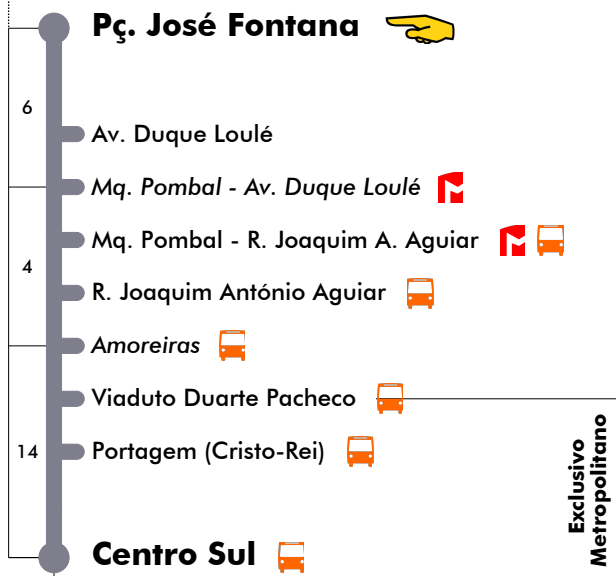 Pç. José Fontana
6
Av. Duque Loulé
Mq. Pombal - Av. Duque Loulé
Mq. Pombal - R. Joaquim A. Aguiar
4
R. Joaquim António Aguiar
Amoreiras
Viaduto Duarte Pacheco
14
Portagem (Cristo-Rei)
Exclusivo
Metropolitano
Centro Sul